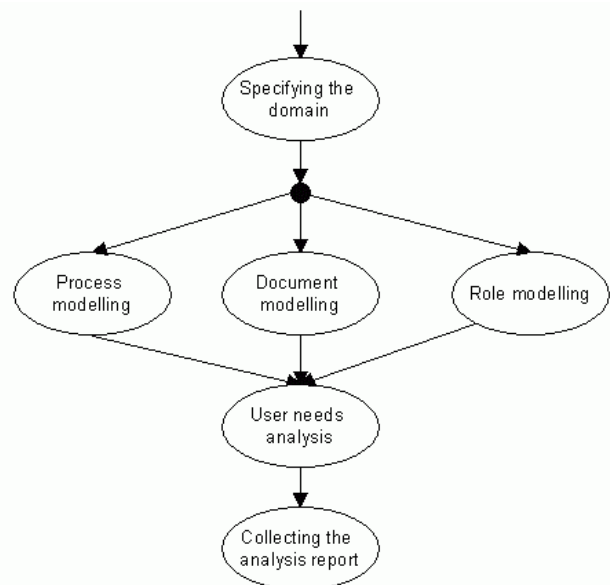 Specifying the
domain
Process
modelling
Document
modelling
Role modelling
User needs
analysis
Collecting the
analysis report